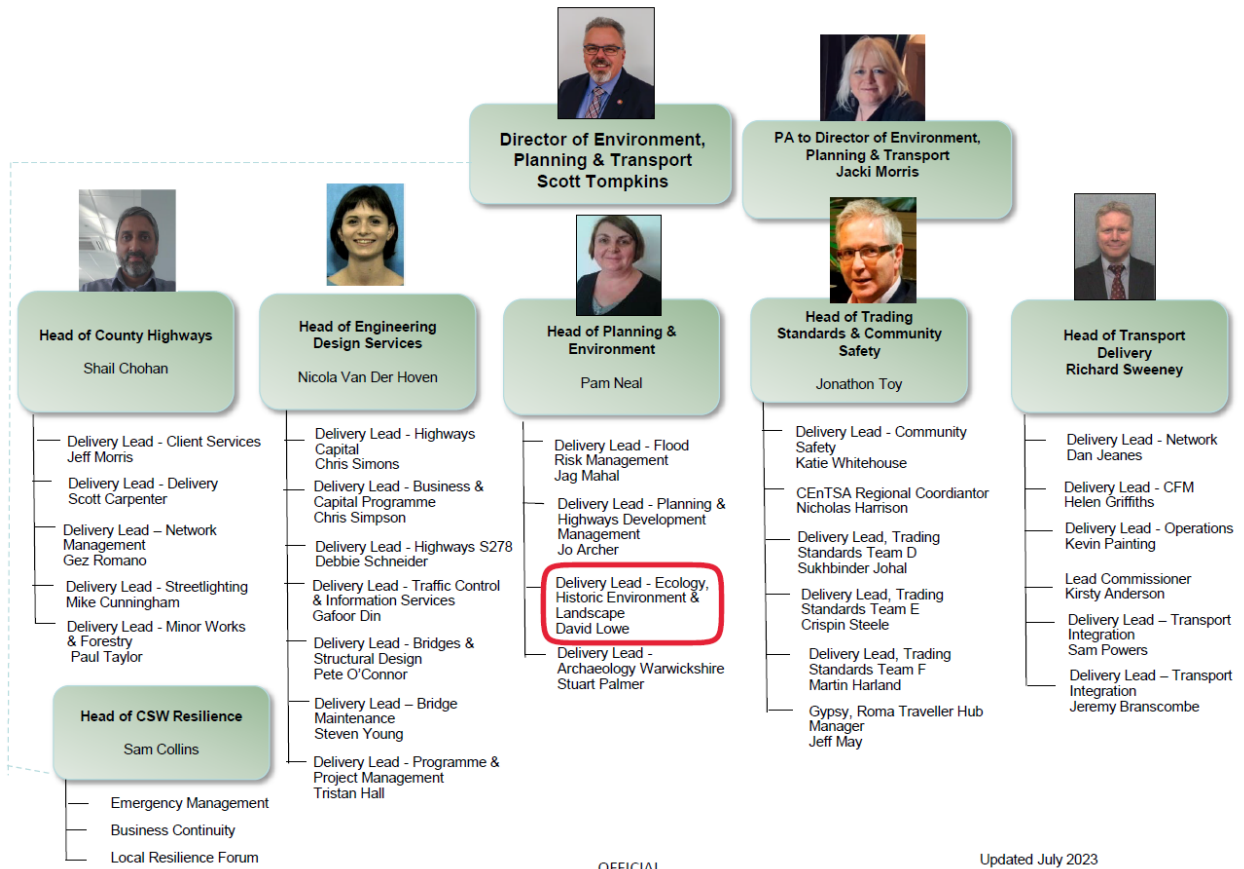 Director of Environment,
Planning & Transport
Scott Tompkins
PA to Director of Environment,
Planning & Transport
Jacki Morris
Head of County Highways
Shail Chohan
Delivery Lead - Client Services
Jeff Morris
Delivery Lead - Delivery
Scott Carpenter
Delivery Lead – Network
Management
Gez Romano
Delivery Lead - Streetlighting
Mike Cunningham
Delivery Lead - Minor Works
& Forestry
Paul Taylor
Head of CSW Resilience
Sam Collins
Emergency Management
Business Continuity
Local Resilience Forum
Head of Engineering
Design Services
Nicola Van Der Hoven
Delivery Lead - Highways
Capital
Chris Simons
Delivery Lead - Business &
Capital Programme
Chris Simpson
Delivery Lead - Highways S278
Debbie Schneider
Delivery Lead - Traffic Control
& Information Services
Gafoor Din
Delivery Lead - Bridges &
Structural Design
Pete O'Connor
Delivery Lead – Bridge
Maintenance
Steven Young
Delivery Lead - Programme &
Project Management
Tristan Hall
Head of Planning &
Environment
Pam Neal
Delivery Lead - Flood
Risk Management
Jag Mahal
Delivery Lead - Planning &
Highways Development
Management
Jo Archer
Delivery Lead - Ecology,
Historic Environment &
Landscape
David Lowe
Delivery Lead -
Archaeology Warwickshire
Stuart Palmer
Head of Trading
Standards & Community
Safety
Jonathon Toy
Delivery Lead - Community
Safety
Katie Whitehouse
CEnTSA Regional Coordiantor
Nicholas Harrison
Delivery Lead, Trading
Standards Team D
Sukhbinder Johal
Delivery Lead, Trading
Standards Team E
Crispin Steele
Delivery Lead, Trading
Standards Team F
Martin Harland
Gypsy, Roma Traveller Hub
Manager
Jeff May
Head of Transport
Delivery
Richard Sweeney
Delivery Lead - Network
Dan Jeanes
Delivery Lead - CFM
Helen Griffiths
Delivery Lead - Operations
Kevin Painting
Lead Commissioner
Kirsty Anderson
Delivery Lead – Transport
Integration
Sam Powers
Delivery Lead – Transport
Integration
Jeremy Branscombe
OFFICIAL
Updated July 2023